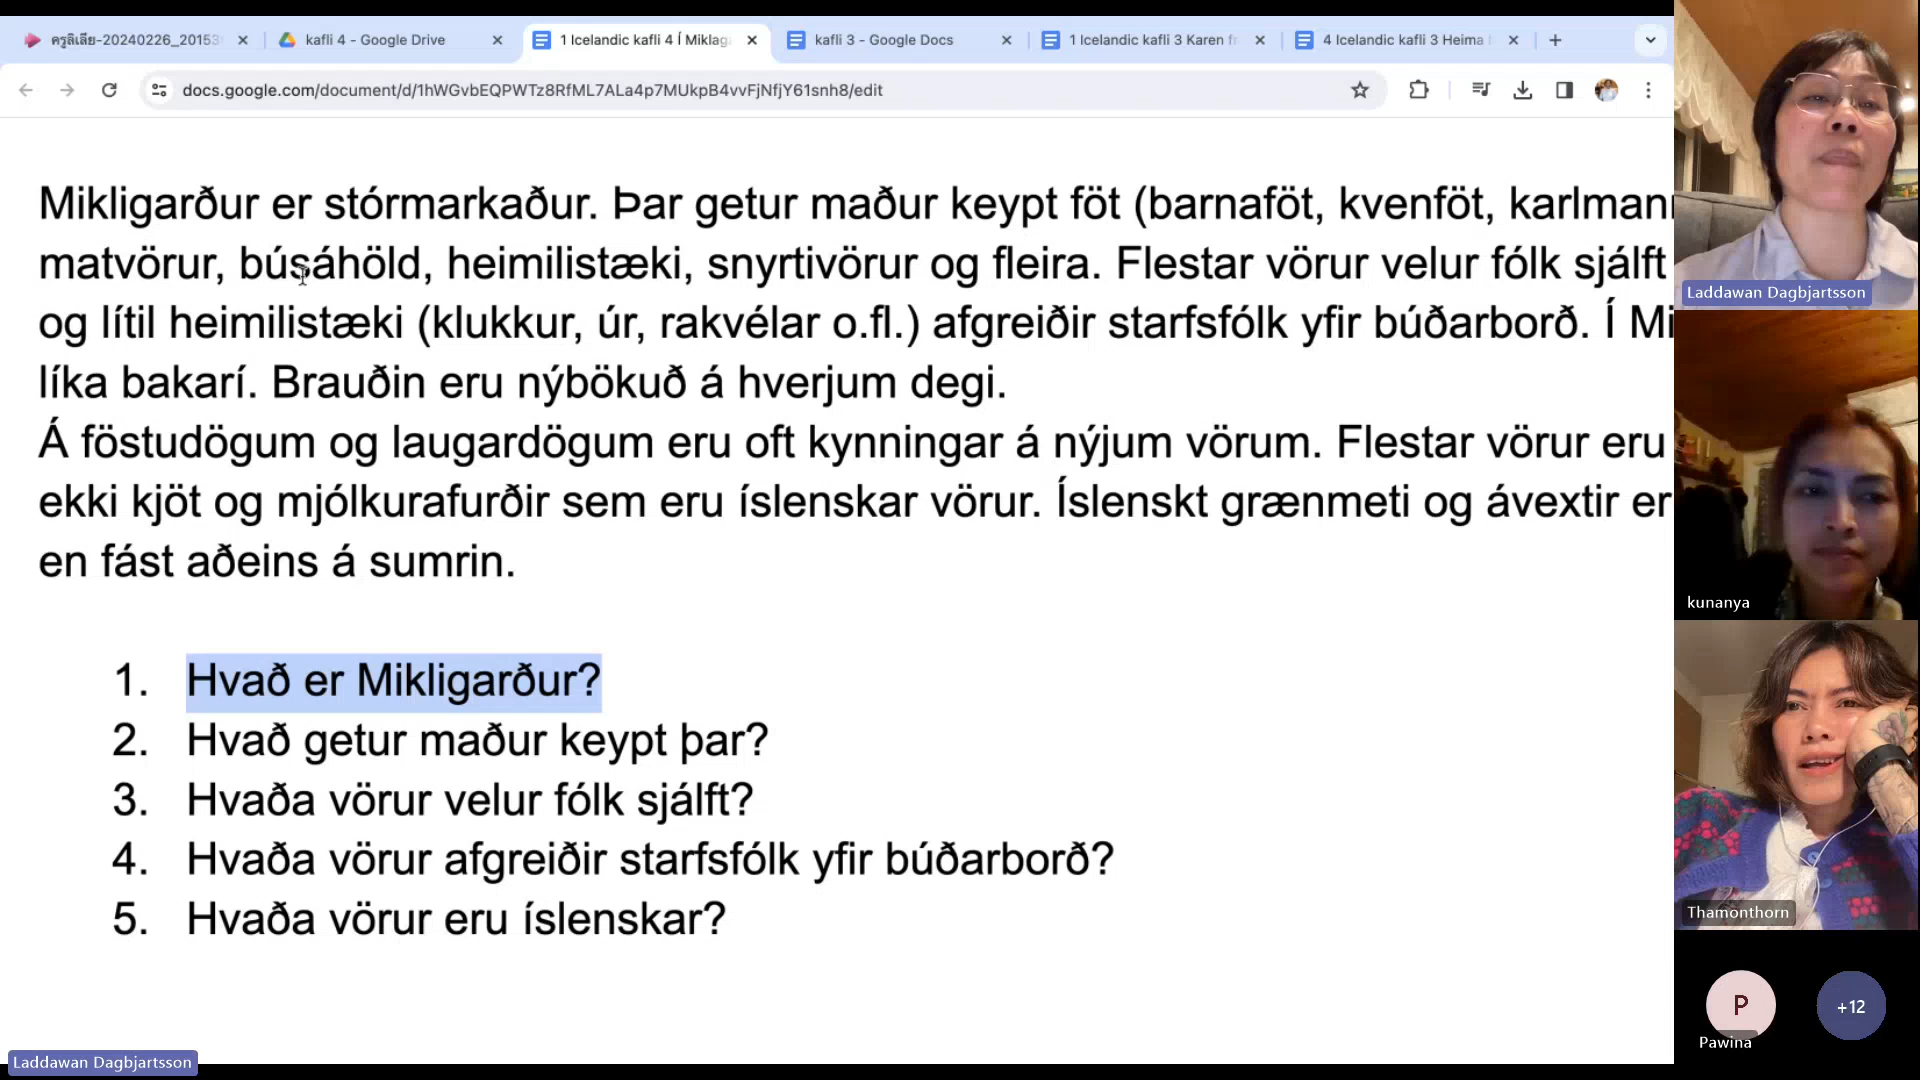 ครูลิเลีย-20240226_20153
kafli 4 - Google Drive
1 Icelandic kafli 4 Í Miklag
kafli 3 - Google Docs
1 Icelandic kafli 3 Karen f
4 Icelandic kafli 3 Heima
docs.google.com/document/d/1hWGvbEQPWTz8RfML7ALa4p7MUkpB4vvFjNfjY61snh8/edit
Mikligarður er stórmarkaður. Þar getur maður keypt föt (barnaföt, kvenföt, karlman
matvörur, búsáhöld, heimilistæki, snyrtivörur og fleira. Flestar vörur velur fólk sjálft
og lítil heimilistæki (klukkur, úr, rakvélar o.fl.) afgreiðir starfsfólk yfir búðarborð. Í Mi
líka bakarí. Brauðin eru nýbökuð á hverjum degi.
Á föstudögum og laugardögum eru oft kynningar á nýjum vörum. Flestar vörur eru
ekki kjöt og mjólkurafurðir sem eru íslenskar vörur. Íslenskt grænmeti og ávextir er
en fást aðeins á sumrin.
1. Hvað er Mikligarður?
2. Hvað getur maður keypt þar?
3. Hvaða vörur velur fólk sjálft?
4. Hvaða vörur afgreiðir starfsfólk yfir búðarborð?
5. Hvaða vörur eru íslenskar?
Laddawan Dagbjartsson
kunanya
Thamonthorn
P
+12
Pawina
Laddawan Dagbjartsson